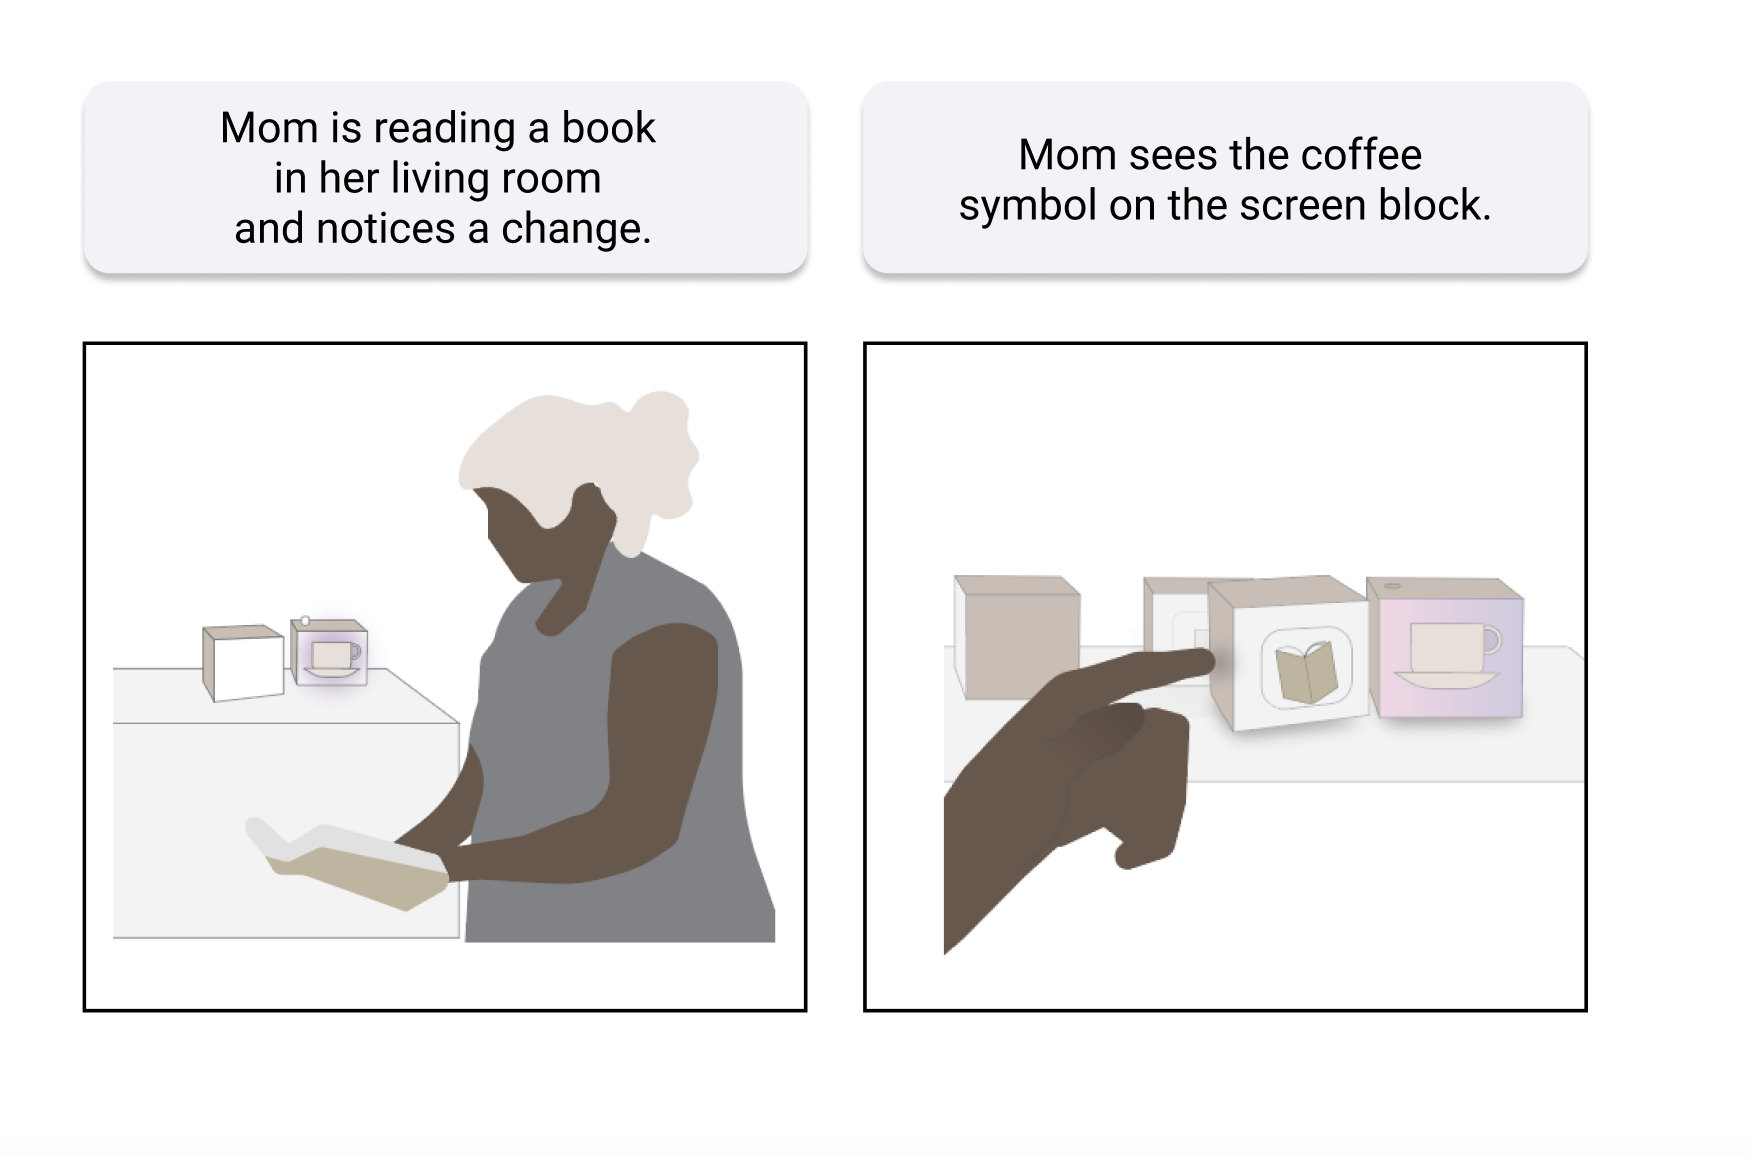 Mom is reading a book
in her living room
and notices a change.
Mom sees the coffee
symbol on the screen block.